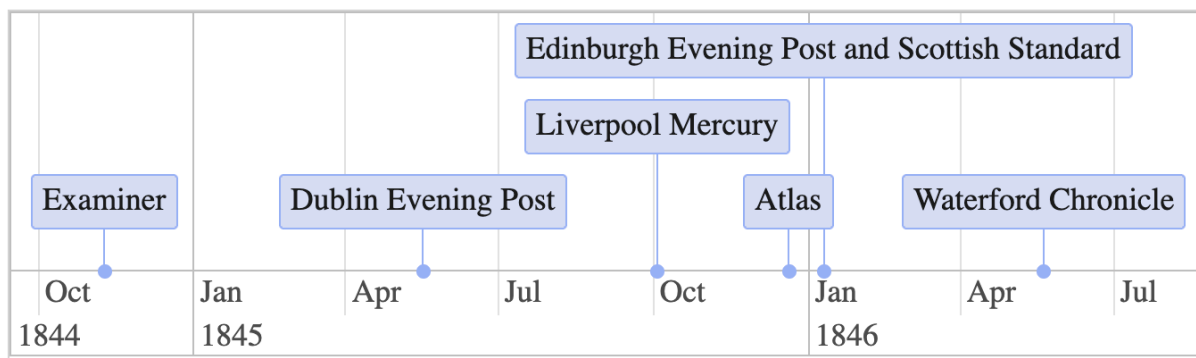 Edinburgh Evening Post and Scottish Standard
Liverpool Mercury
Examiner
Dublin Evening Post
Atlas
Waterford Chronicle
Oct
Jan
Apr
Jul
Oct
Jan
Apr
Jul
1844
1845
1846